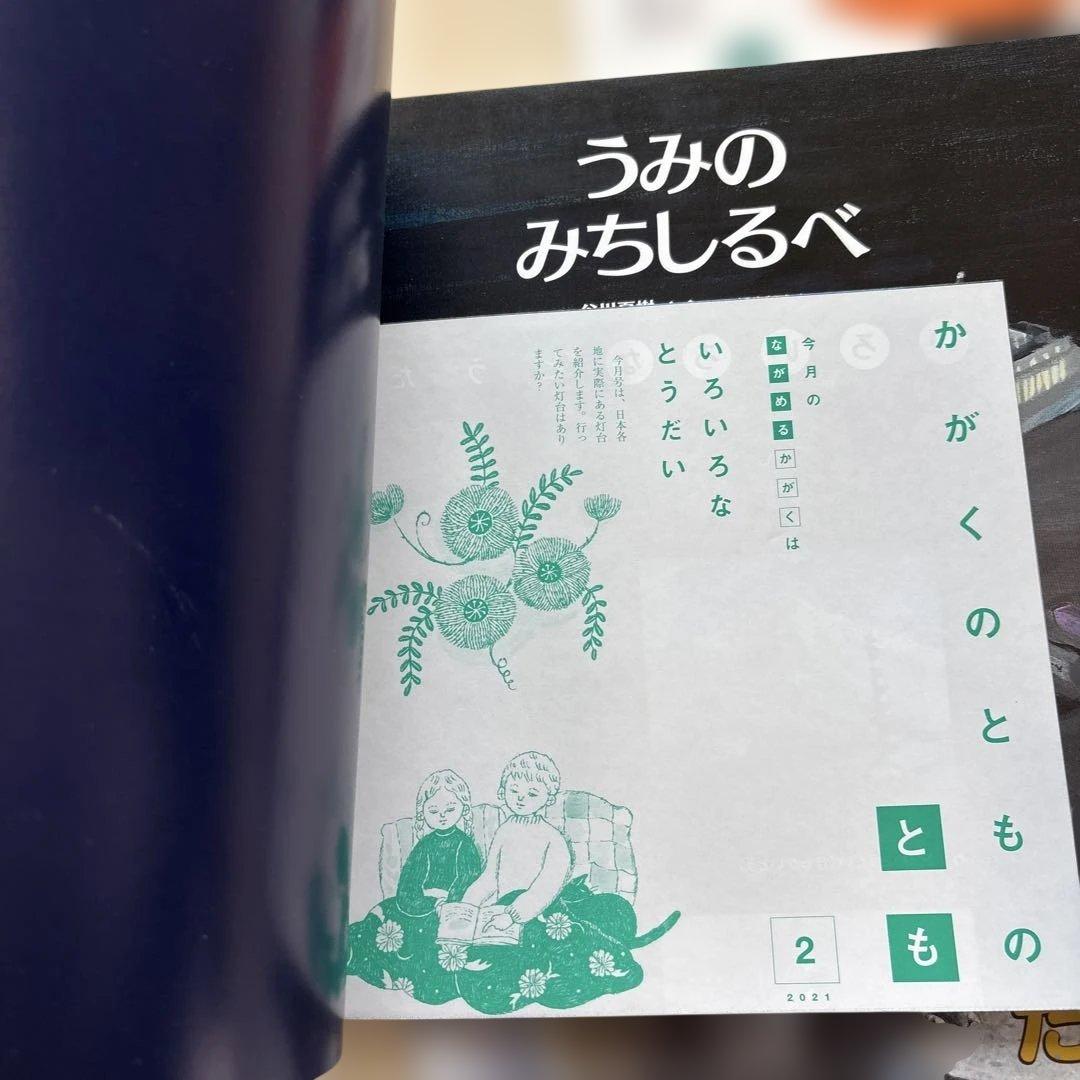 うみの
みちしるべ
かがくのとものとも
今月の
ながめるかがくは
いろいろな
とうだい
今月号は、日本各
地に実際にある灯台
を紹介します。行っ
てみたい灯台はあり
ますか?
2
2021
た